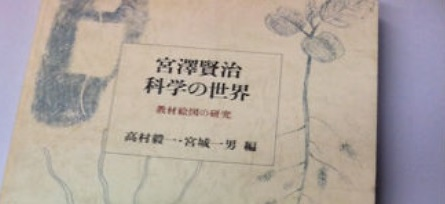 宮澤賢治
科学の世界
教材絵図の研究
高村毅一・宮城一男 編